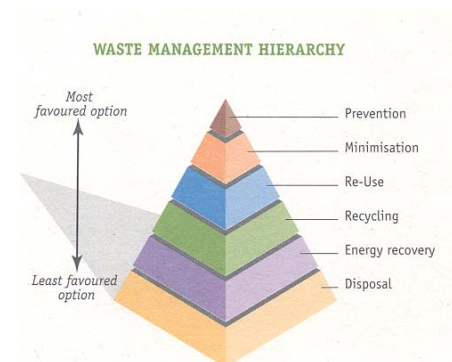 WASTE MANAGEMENT HIERARCHY
Most
favoured option
Prevention
Minimisation
Re-Use
Recycling
Energy recovery
Disposal
Least favoured
option